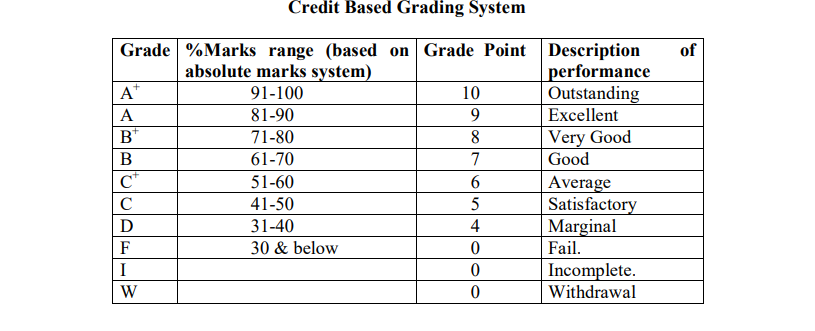 Credit Based Grading System
Grade %Marks range (based on absolute marks system) Grade Point Description of performance
A+ 91-100 10 Outstanding
A 81-90 9 Excellent
B+ 71-80 8 Very Good
B 61-70 7 Good
C+ 51-60 6 Average
C 41-50 5 Satisfactory
D 31-40 4 Marginal
F 30 & below 0 Fail.
I 0 Incomplete.
W 0 Withdrawal